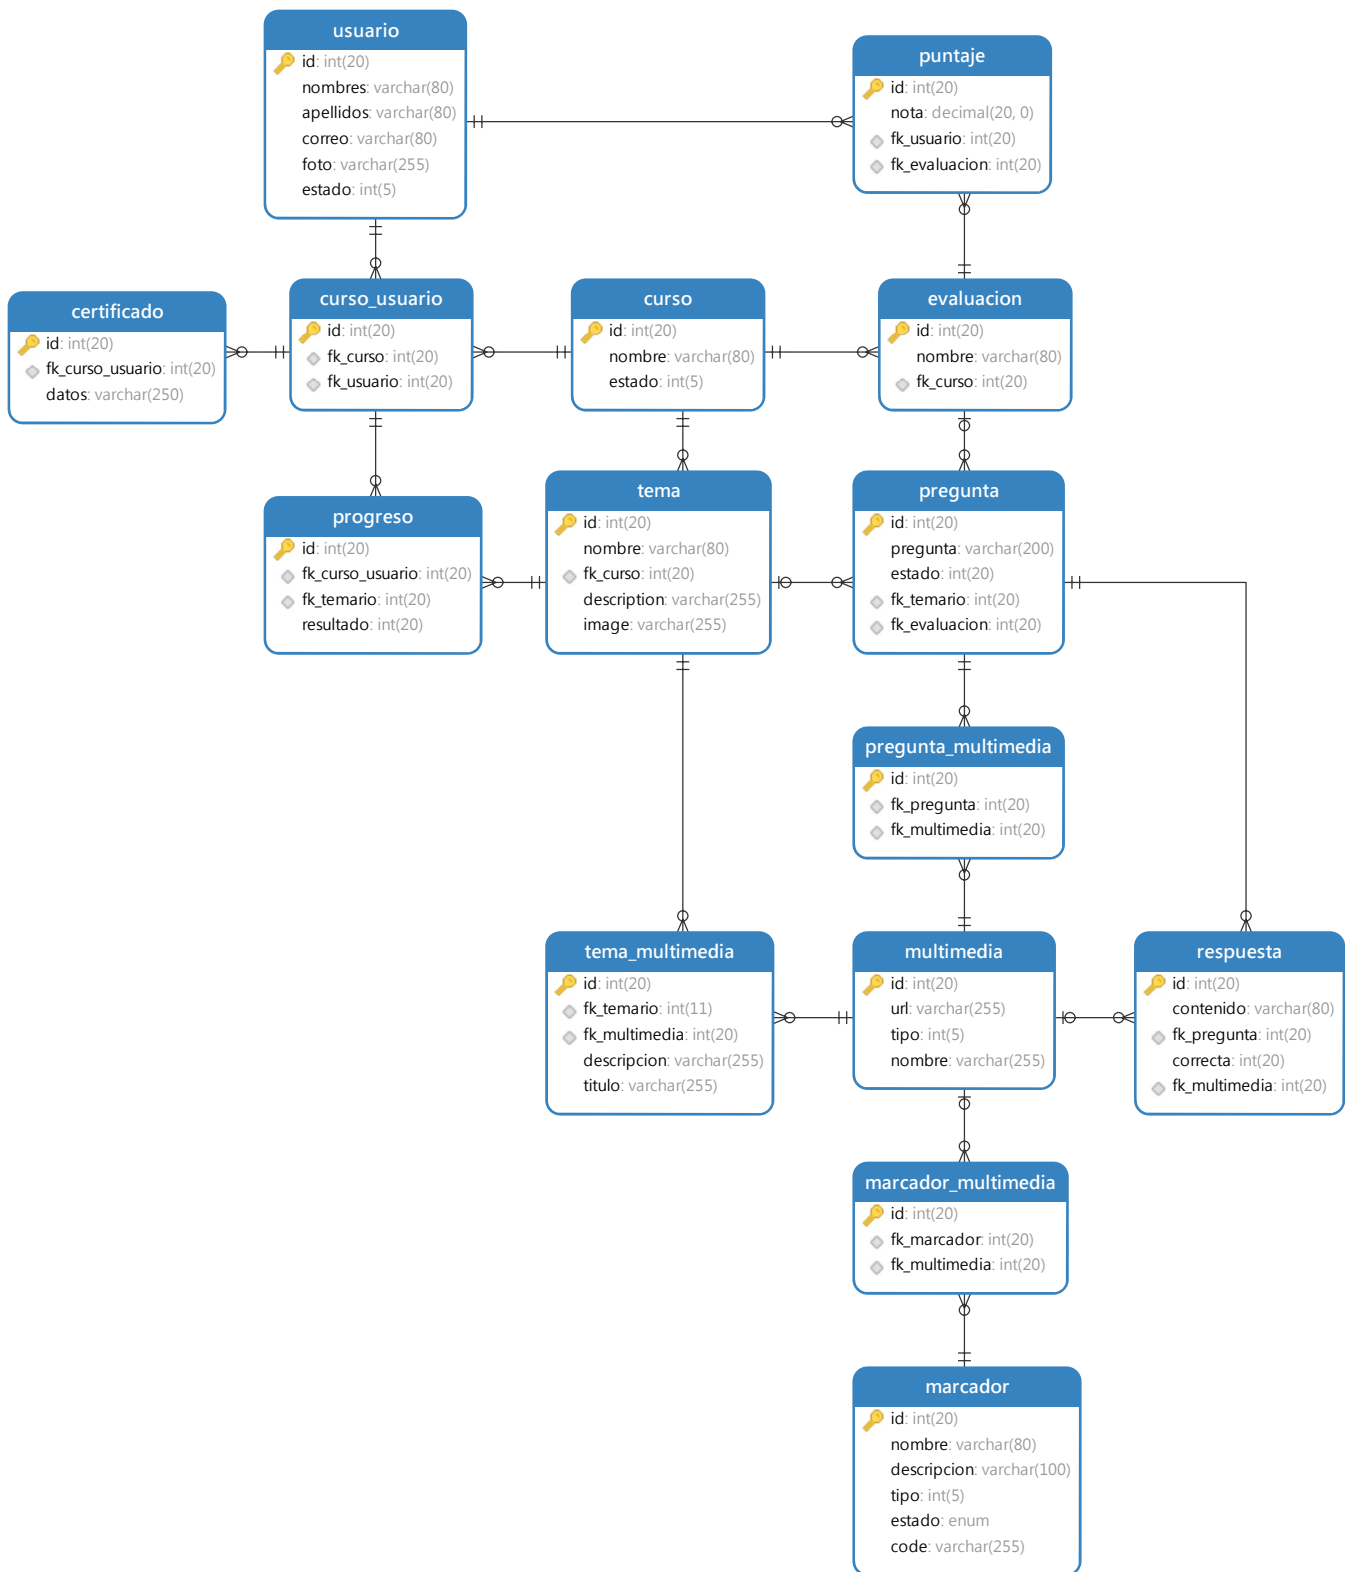 usuario
id: int(20)
nombres: varchar(80)
apellidos: varchar(80)
correo: varchar(80)
foto: varchar(255)
estado: int(5)
puntaje
id: int(20)
nota: decimal(20, 0)
fk_usuario: int(20)
fk_evaluacion: int(20)
certificado
id: int(20)
fk_curso_usuario: int(20)
datos: varchar(250)
curso_usuario
id: int(20)
fk_curso: int(20)
fk_usuario: int(20)
curso
id: int(20)
nombre: varchar(80)
estado: int(5)
evaluacion
id: int(20)
nombre: varchar(80)
fk_curso: int(20)
progreso
id: int(20)
fk_curso_usuario: int(20)
fk_temario: int(20)
resultado: int(20)
tema
id: int(20)
nombre: varchar(80)
fk_curso: int(20)
description: varchar(255)
image: varchar(255)
pregunta
id: int(20)
pregunta: varchar(200)
estado: int(20)
fk_temario: int(20)
fk_evaluacion: int(20)
pregunta_multimedia
id: int(20)
fk_pregunta: int(20)
fk_multimedia: int(20)
tema_multimedia
id: int(20)
fk_temario: int(11)
fk_multimedia: int(20)
descripcion: varchar(255)
titulo: varchar(255)
multimedia
id: int(20)
url: varchar(255)
tipo: int(5)
nombre: varchar(255)
respuesta
id: int(20)
contenido: varchar(80)
fk_pregunta: int(20)
correcta: int(20)
fk_multimedia: int(20)
marcador_multimedia
id: int(20)
fk_marcador: int(20)
fk_multimedia: int(20)
marcador
id: int(20)
nombre: varchar(80)
descripcion: varchar(100)
tipo: int(5)
estado: enum
code: varchar(255)